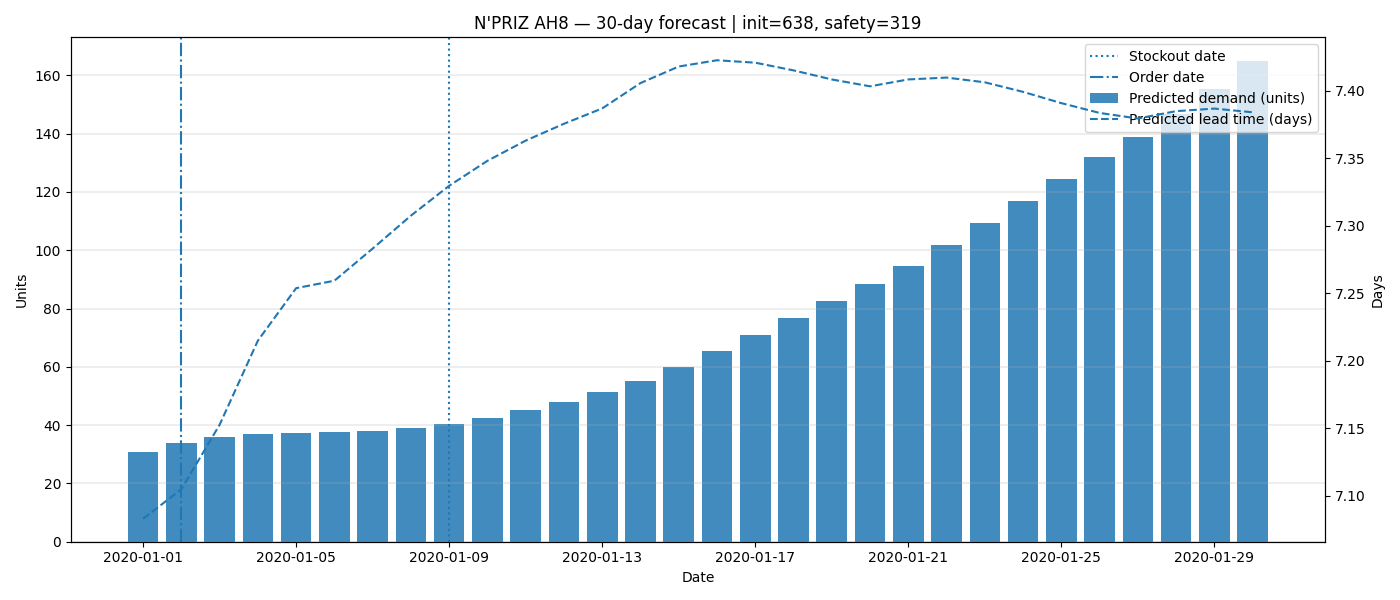 N'PRIZ AH8 — 30-day forecast | init=638, safety=319
Stockout date
Order date
Predicted demand (units)
Predicted lead time (days)
Units
160
140
120
100
80
60
40
20
0
7.40
7.35
7.30
7.25
7.20
7.15
7.10
Days
2020-01-01 2020-01-05 2020-01-09 2020-01-13 2020-01-17 2020-01-21 2020-01-25 2020-01-29
Date